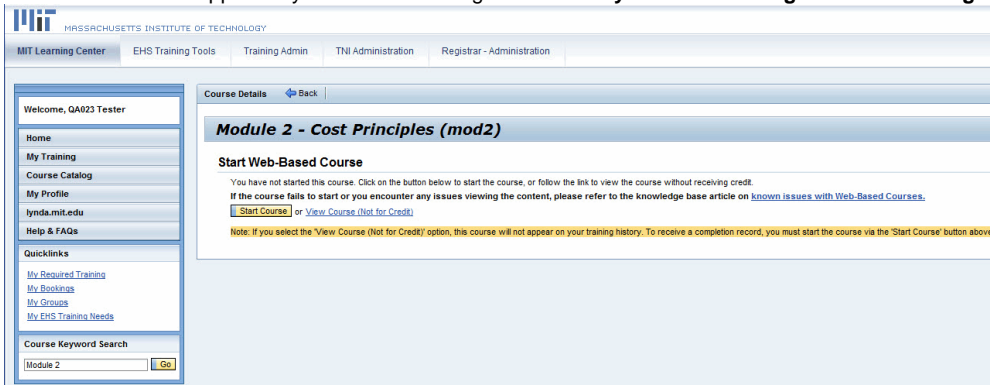 MASSACHUSETTS INSTITUTE OF TECHNOLOGY
MIT Learning Center EHS Training Tools Training Admin TNI Administration Registrar - Administration
Welcome, QA023 Tester
Home
My Training
Course Catalog
My Profile
lynda.mit.edu
Help & FAQs
Quicklinks
My Required Training
My Bookings
My Groups
My EHS Training Needs
Course Keyword Search
Module 2 Go
Course Details Back
Module 2 - Cost Principles (mod2)
Start Web-Based Course
You have not started this course. Click on the button below to start the course, or follow the link to view the course without receiving credit.
If the course fails to start or you encounter any issues viewing the content, please refer to the knowledge base article on known issues with Web-Based Courses.
Start Course or View Course (Not for Credit)
Note: If you select the 'View Course (Not for Credit)' option, this course will not appear on your training history. To receive a completion record, you must start the course via the 'Start Course' button above